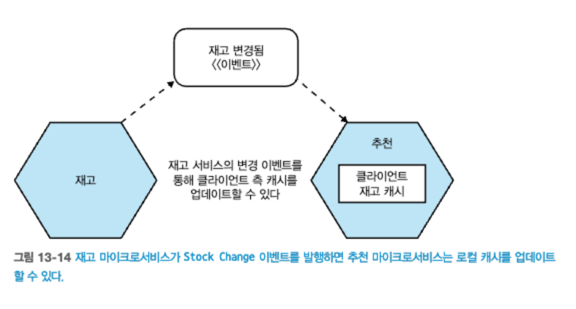 재고 변경됨
《이벤트》
재고
재고 서비스의 변경 이벤트를
통해 클라이언트 측 캐시를
업데이트할 수 있다
추천
클라이언트
재고 캐시
그림 13-14 재고 마이크로서비스가 Stock Change 이벤트를 발행하면 추천 마이크로서비스는 로컬 캐시를 업데이트
할 수 있다.